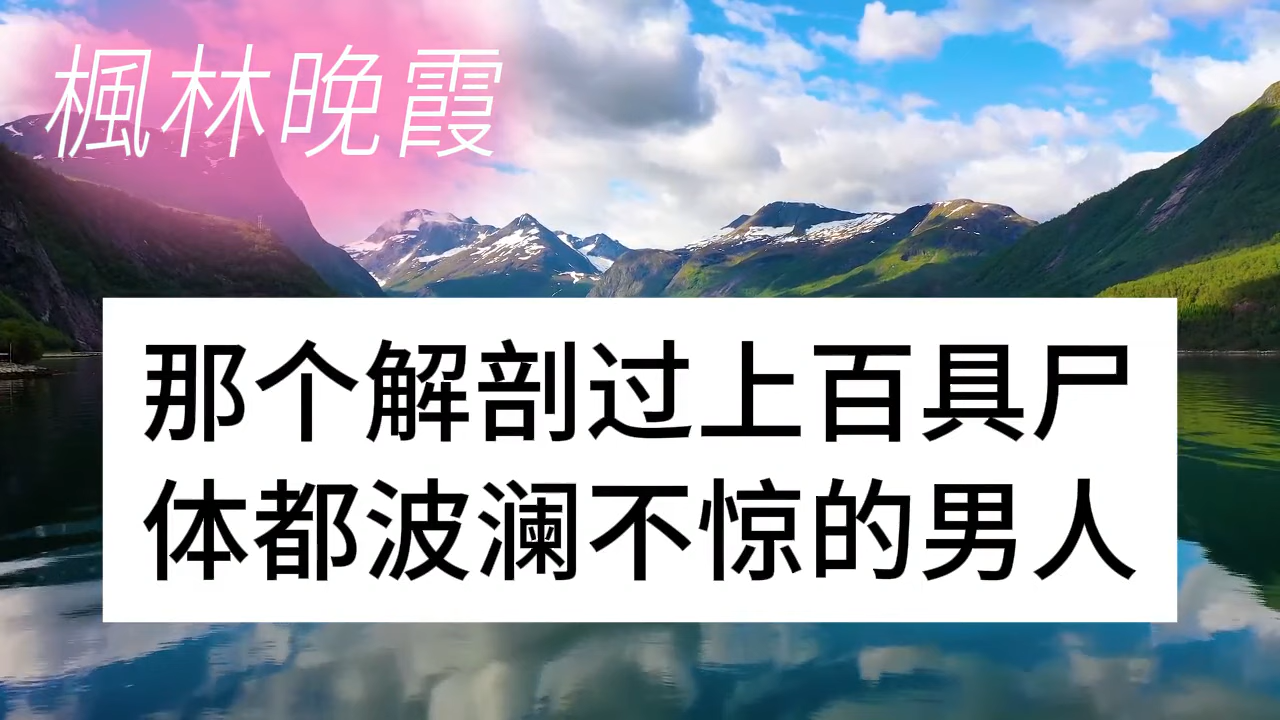 楓林晚霞
那个解剖过上百具尸
体都波澜不惊的男人